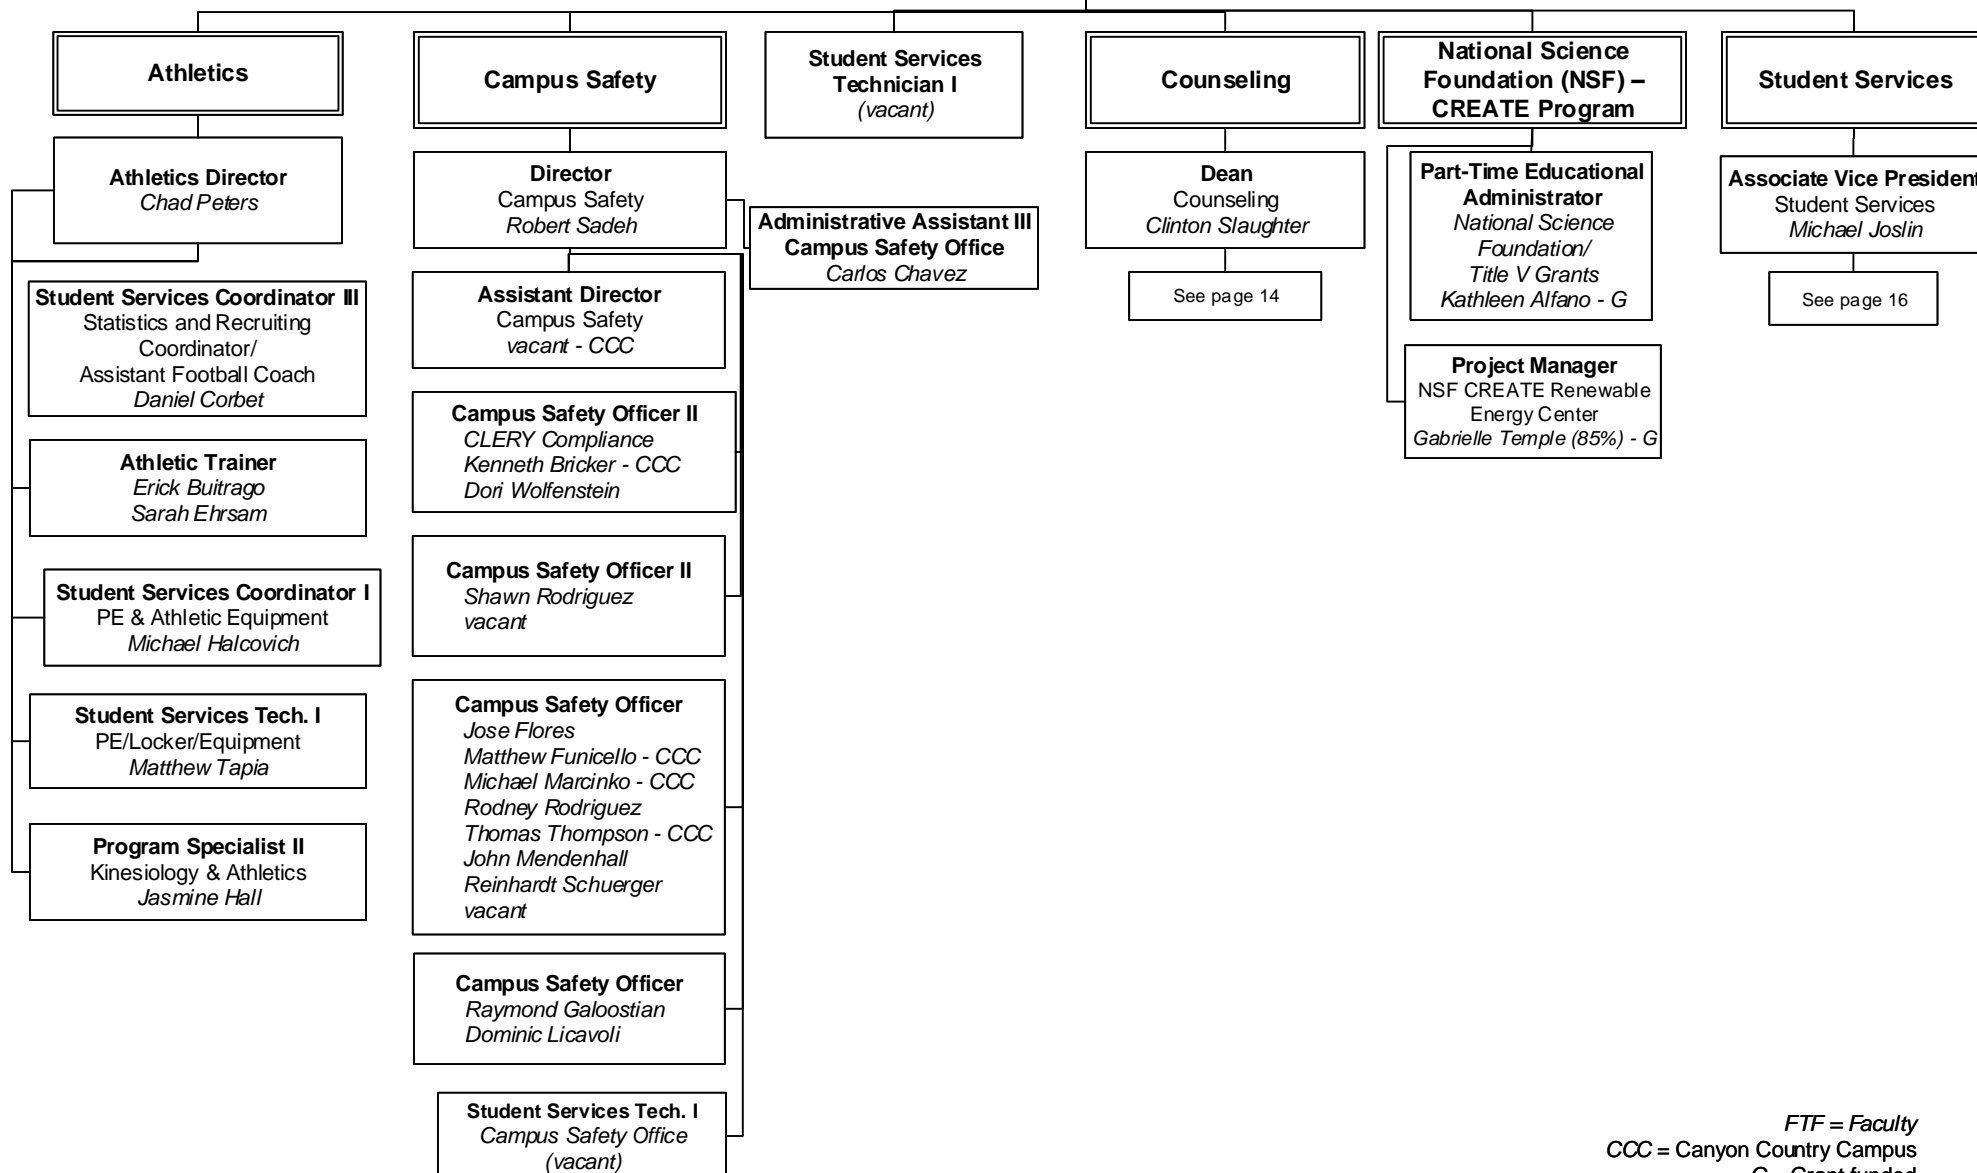 Athletics
Athletics Director
Chad Peters
Student Services Coordinator III
Statistics and Recruiting
Coordinator/
Assistant Football Coach
Daniel Corbet
Athletic Trainer
Erick Buitrago
Sarah Ehrsam
Student Services Coordinator I
PE & Athletic Equipment
Michael Halcovich
Student Services Tech. I
PE/Locker/Equipment
Matthew Tapia
Program Specialist II
Kinesiology & Athletics
Jasmine Hall
Campus Safety
Director
Campus Safety
Robert Sadeh
Administrative Assistant III
Campus Safety Office
Carlos Chavez
Assistant Director
Campus Safety
vacant - CCC
Campus Safety Officer II
CLERY Compliance
Kenneth Bricker - CCC
Dori Wolfenstein
Campus Safety Officer II
Shawn Rodriguez
vacant
Campus Safety Officer
Jose Flores
Matthew Funicello - CCC
Michael Marcinko - CCC
Rodney Rodriguez
Thomas Thompson - CCC
John Mendenhall
Reinhardt Schuerger
vacant
Campus Safety Officer
Raymond Galoostian
Dominic Licavoli
Student Services Tech. I
Campus Safety Office
(vacant)
Student Services
Technician I
(vacant)
Counseling
Dean
Counseling
Clinton Slaughter
See page 14
National Science
Foundation (NSF) –
CREATE Program
Part-Time Educational
Administrator
National Science
Foundation/
Title V Grants
Kathleen Alfano - G
Project Manager
NSF CREATE Renewable
Energy Center
Gabrielle Temple (85%) - G
Student Services
Associate Vice President
Student Services
Michael Joslin
See page 16
FTF = Faculty
CCC = Canyon Country Campus
G = Grant funded